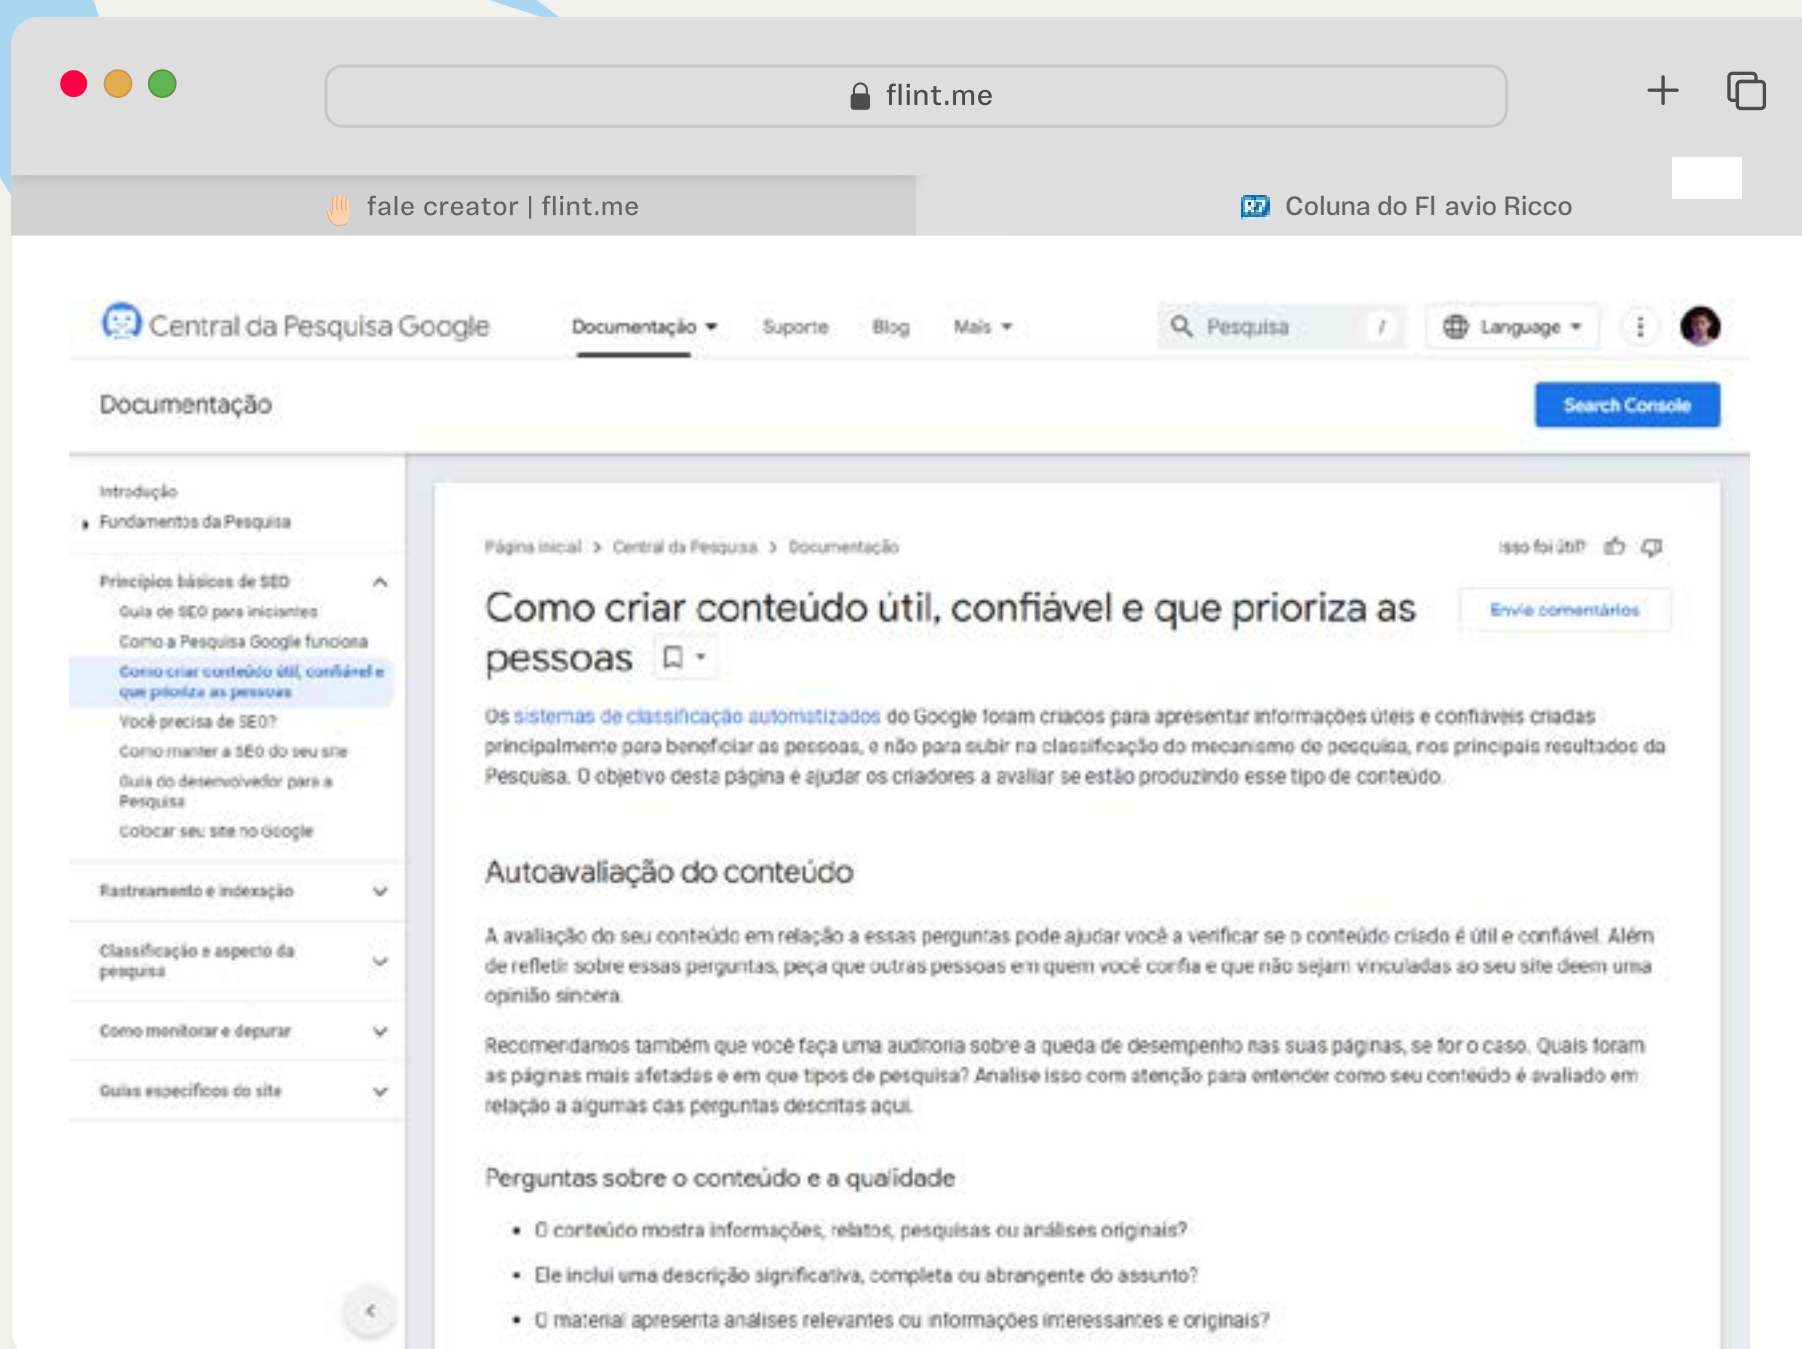 flint.me
fale creator | flint.me
R7 Coluna do Fl avio Ricco
Central da Pesquisa Google
Documentação
Suporte
Blog
Mais
Pesquisa
/
Language
Documentação
Search Console
Introdução
Fundamentos da Pesquisa
Princípios básicos de SEO
Guia de SEO para iniciantes
Como a Pesquisa Google funciona
Como criar conteúdo útil, confiável e
que prioriza as pessoas
Você precisa de SEO?
Como manter a SEO do seu site
Guia do desenvolvedor para a
Pesquisa
Colocar seu site no Google
Rastreamento e indexação
Classificação e aspecto da
pesquisa
Como monitorar e depurar
Guias específicos do site
Página inicial > Central da Pesquisa > Documentação
Isso foi útil?
Como criar conteúdo útil, confiável e que prioriza as
pessoas
Envie comentários
Os sistemas de classificação automatizados do Google foram criados para apresentar informações úteis e confiáveis criadas
principalmente para beneficiar as pessoas, e não para subir na classificação do mecanismo de pesquisa, nos principais resultados da
Pesquisa. O objetivo desta página é ajudar os criadores a avaliar se estão produzindo esse tipo de conteúdo.
Autoavaliação do conteúdo
A avaliação do seu conteúdo em relação a essas perguntas pode ajudar você a verificar se o conteúdo criado é útil e confiável. Além
de refletir sobre essas perguntas, peça que outras pessoas em quem você confia e que não sejam vinculadas ao seu site deem uma
opinião sincera.
Recomendamos também que você faça uma auditoria sobre a queda de desempenho nas suas páginas, se for o caso. Quais foram
as páginas mais afetadas e em que tipos de pesquisa? Analise isso com atenção para entender como seu conteúdo é avaliado em
relação a algumas das perguntas descritas aqui.
Perguntas sobre o conteúdo e a qualidade
• O conteúdo mostra informações, relatos, pesquisas ou análises originais?
• Ele inclui uma descrição significativa, completa ou abrangente do assunto?
• O material apresenta análises relevantes ou informações interessantes e originais?